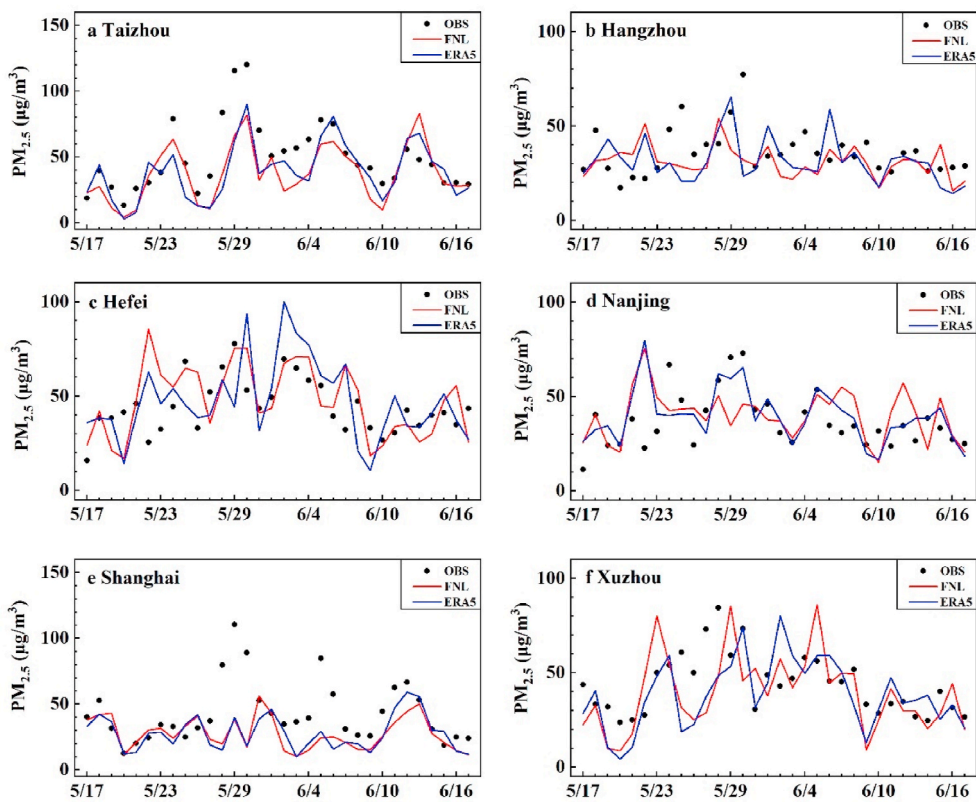 a Taizhou
OBS
FNL
ERA5
PM2.5 (μg/m³)
150
100
50
0
5/17 5/23 5/29 6/4 6/10 6/16
b Hangzhou
OBS
FNL
ERA5
PM2.5 (μg/m³)
100
50
0
5/17 5/23 5/29 6/4 6/10 6/16
c Hefei
OBS
FNL
ERA5
PM2.5 (μg/m³)
100
50
0
5/17 5/23 5/29 6/4 6/10 6/16
d Nanjing
OBS
FNL
ERA5
PM2.5 (μg/m³)
100
50
0
5/17 5/23 5/29 6/4 6/10 6/16
e Shanghai
OBS
FNL
ERA5
PM2.5 (μg/m³)
150
100
50
0
5/17 5/23 5/29 6/4 6/10 6/16
f Xuzhou
OBS
FNL
ERA5
PM2.5 (μg/m³)
100
50
0
5/17 5/23 5/29 6/4 6/10 6/16